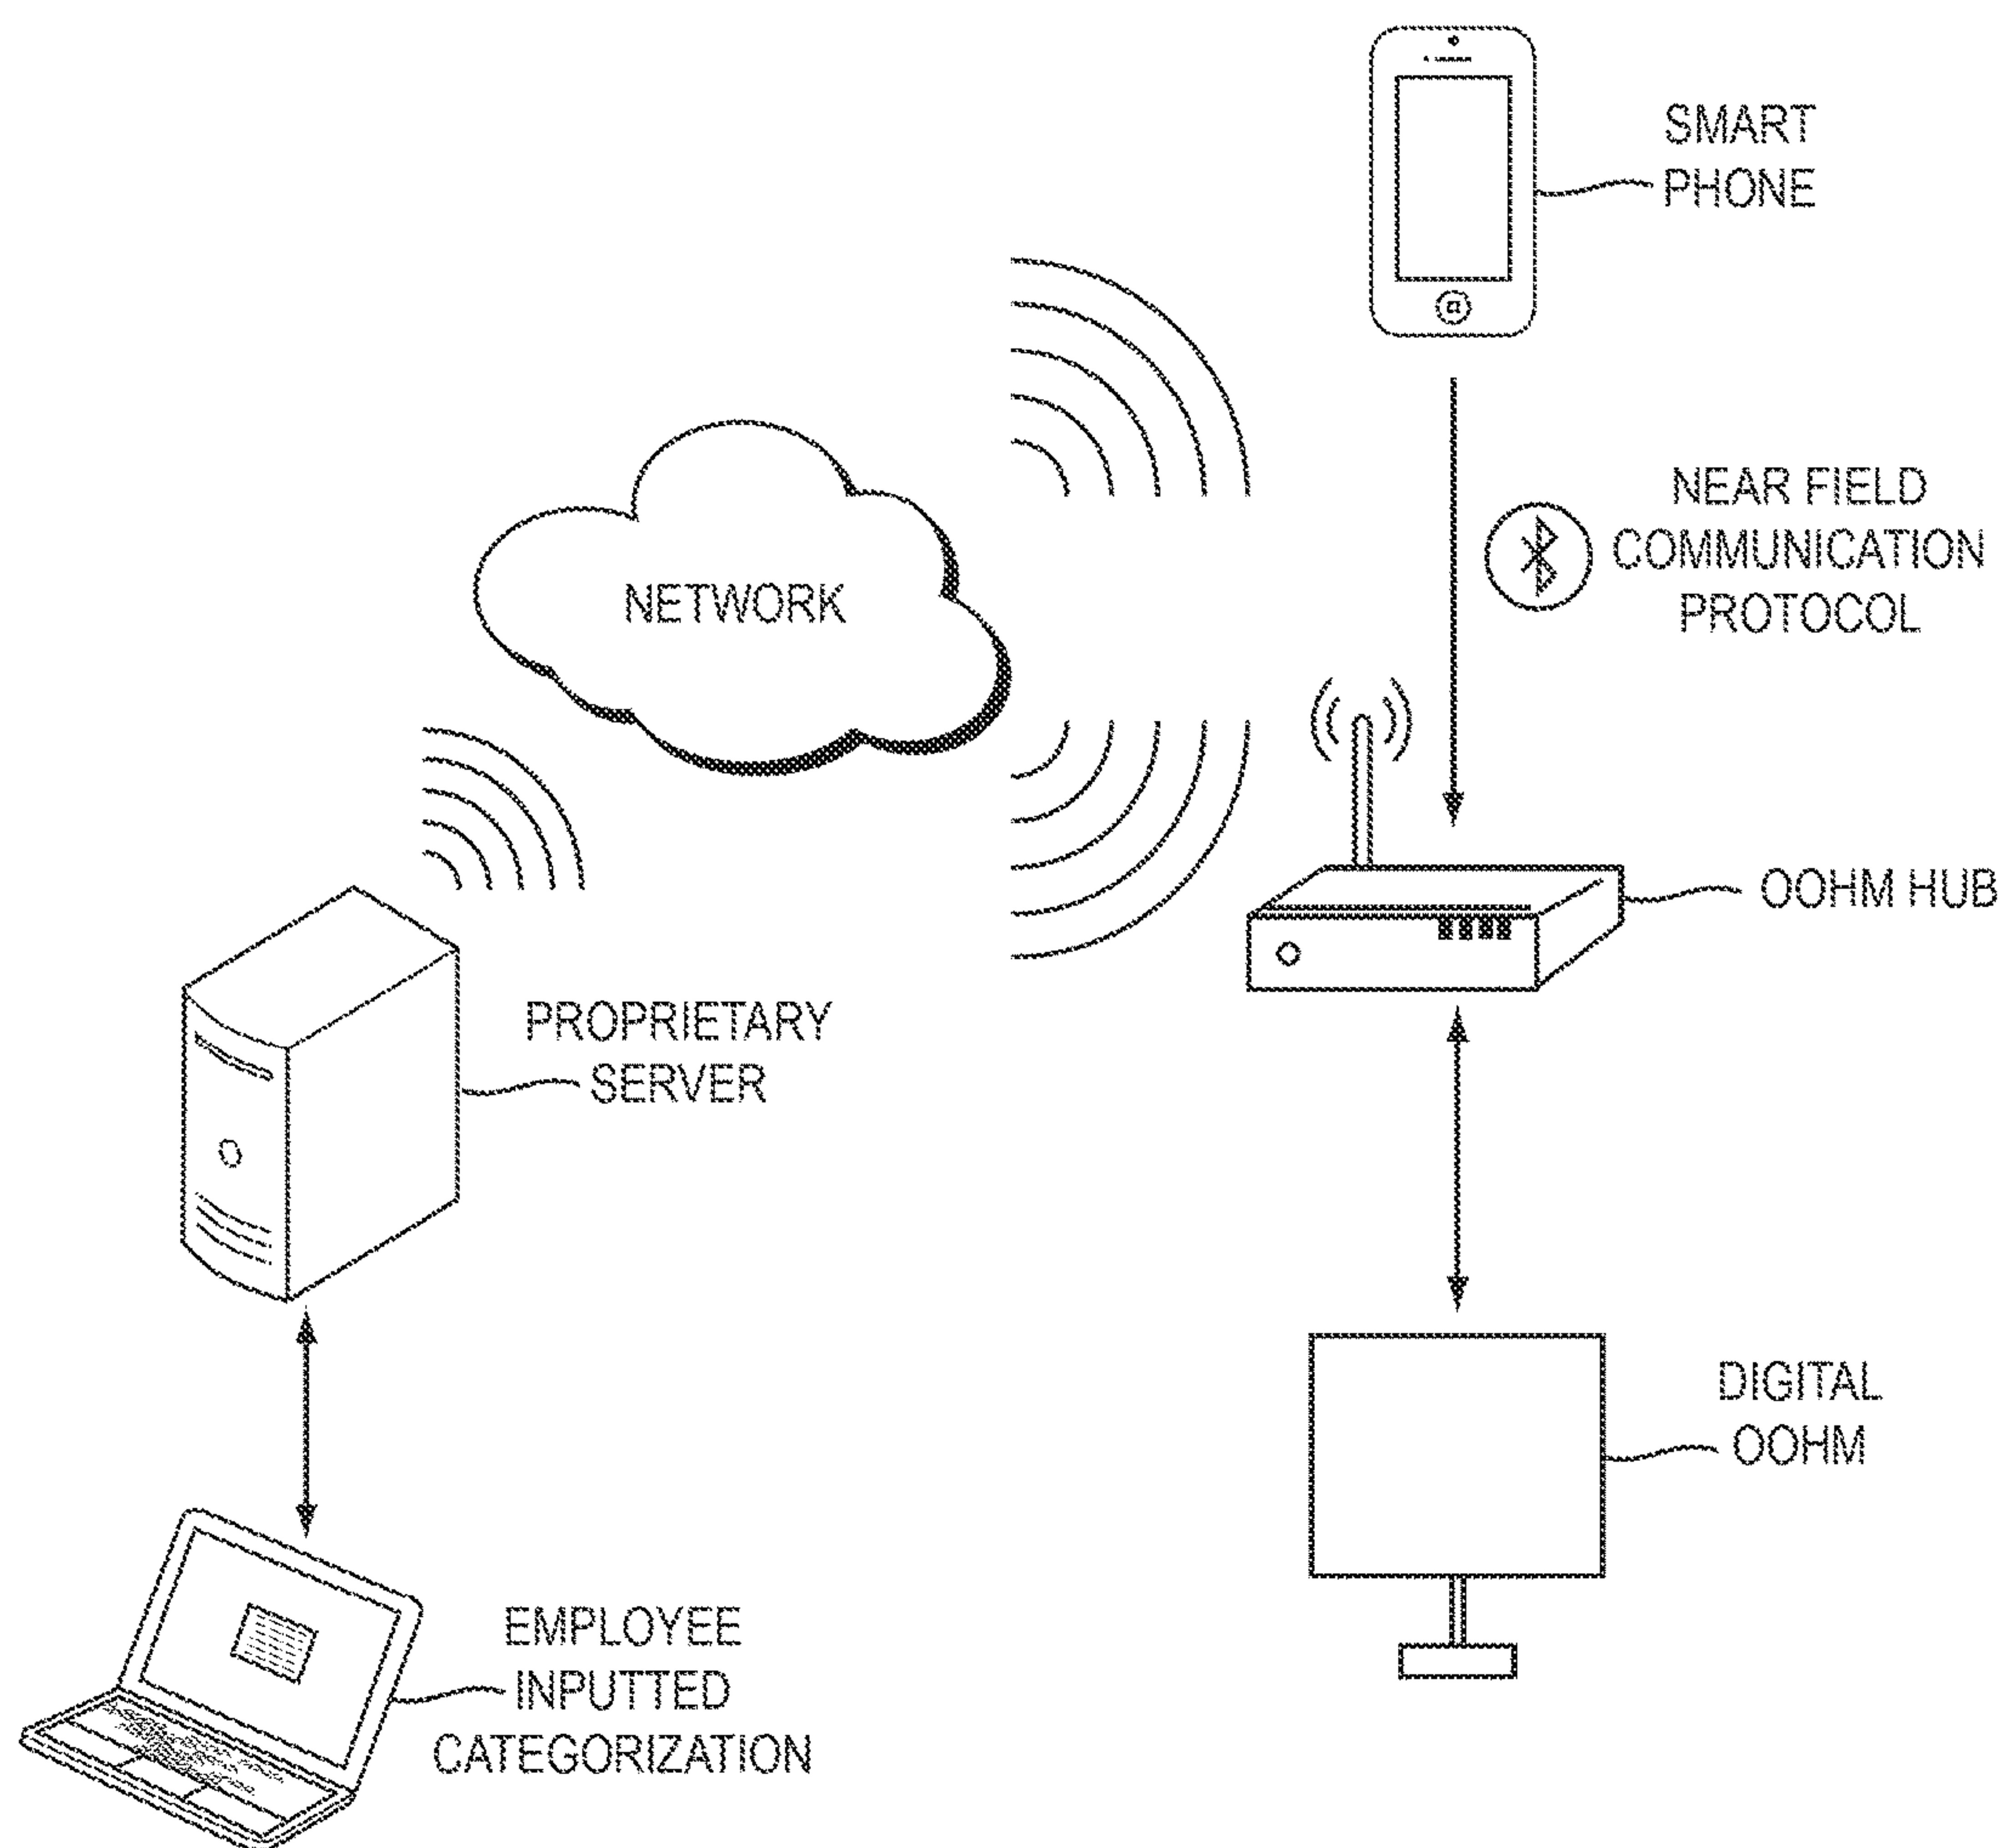 SMART
PHONE
NEAR FIELD
COMMUNICATION
PROTOCOL
NETWORK
OOHM HUB
PROPRIETARY
SERVER
DIGITAL
OOHM
EMPLOYEE
INPUTTED
CATEGORIZATION